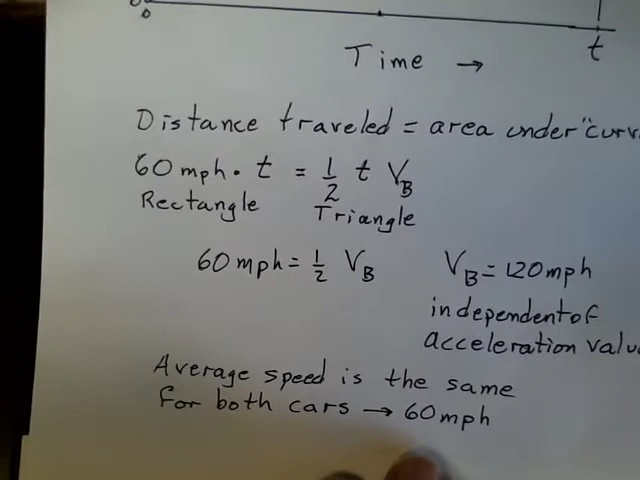 0
0
t
Time →
Distance traveled = area under "curv
60 mph · t = 1/2 t V_B
Rectangle Triangle
60 mph = 1/2 V_B V_B = 120 mph
independent of
acceleration valu
Average speed is the same
for both cars → 60 mph